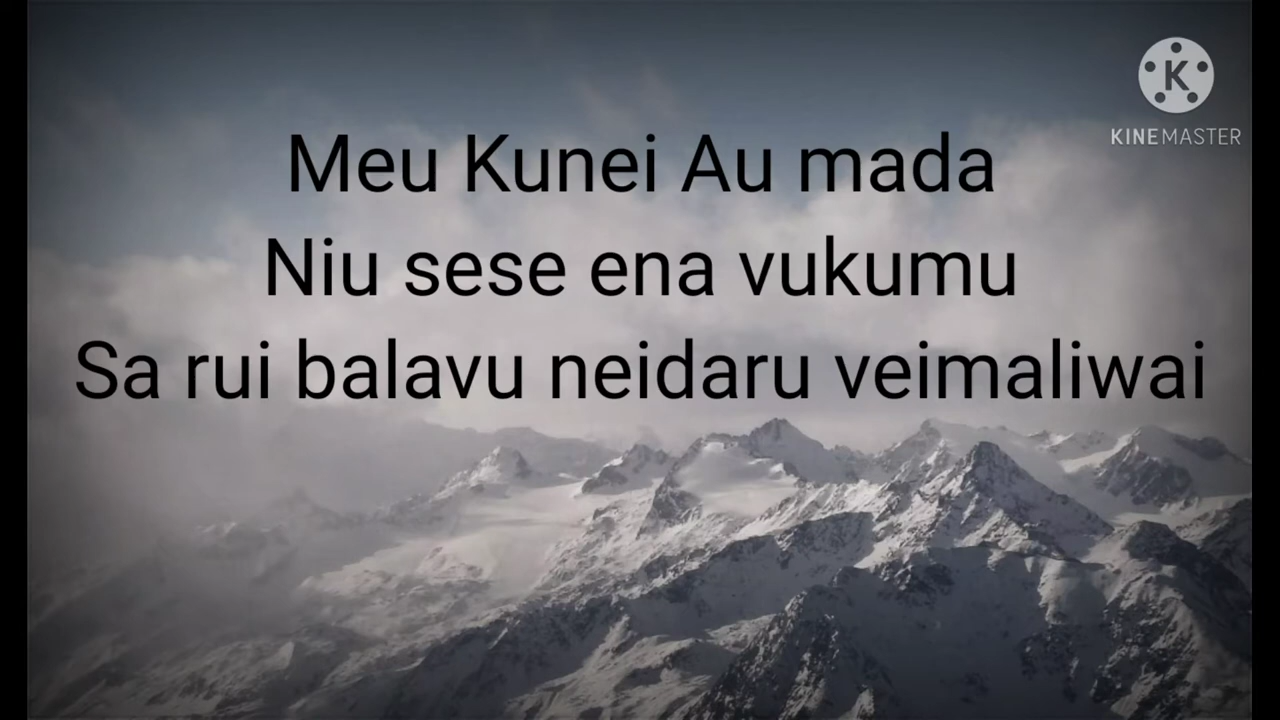 Meu Kunei Au mada
Niu sese ena vukumu
Sa rui balavu neidaru veimaliwai
K
KINEMASTER